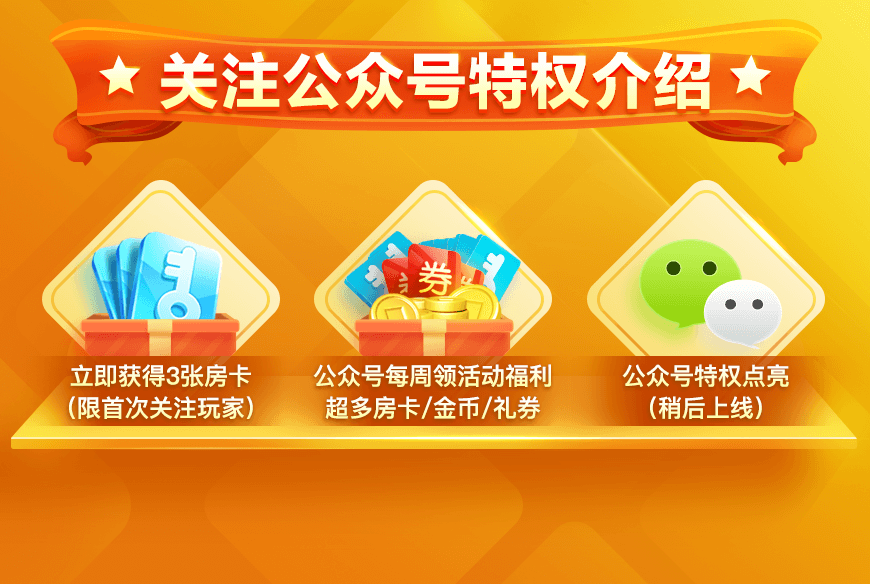 关注公众号特权介绍
券
立即获得3张房卡
（限首次关注玩家）
公众号每周领活动福利
超多房卡/金币/礼券
公众号特权点亮
（稍后上线）